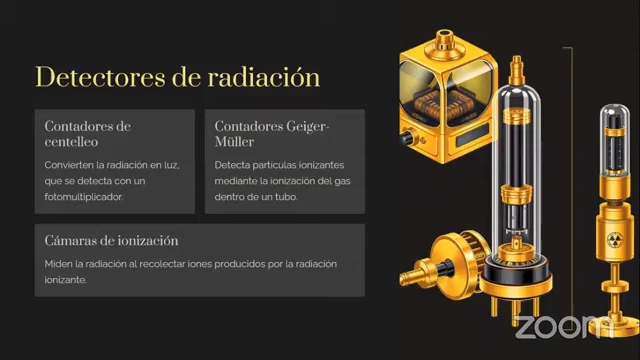 Detectores de radiación
Contadores de
centelleo
Convierten la radiación en luz,
que se detecta con un
fotomultiplicador.
Contadores Geiger-
Müller
Detecta partículas ionizantes
mediante la ionización del gas
dentro de un tubo.
Cámaras de ionización
Miden la radiación al recolectar iones producidos por la radiación
ionizante.
zoom